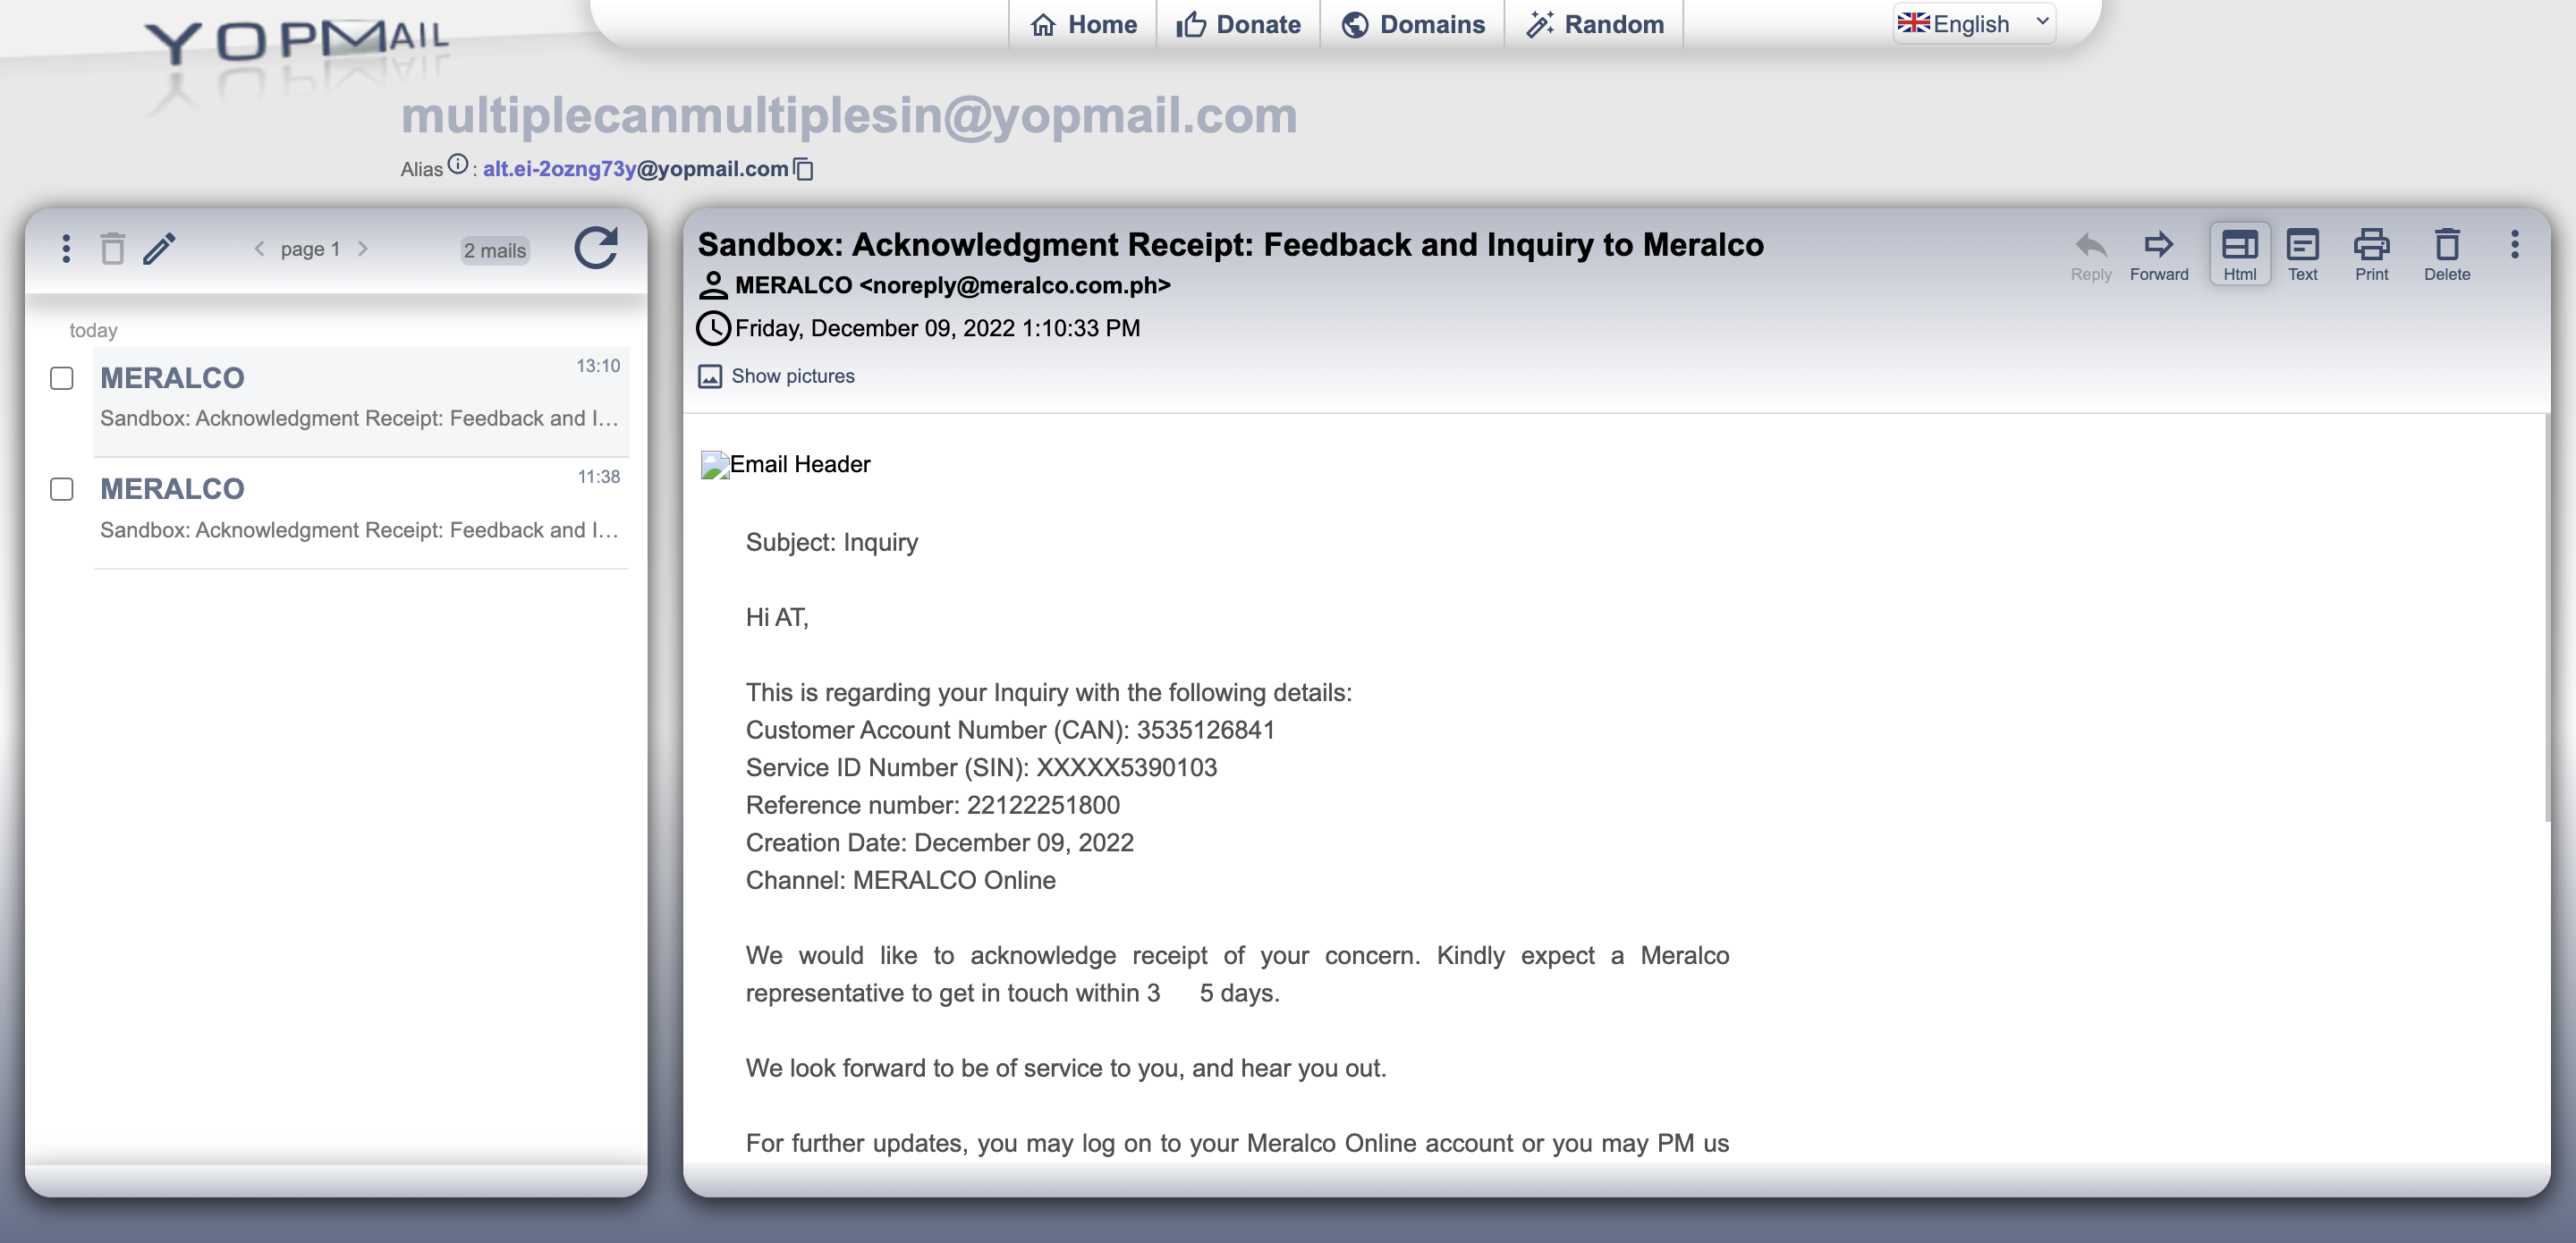 YOPMAIL
Home
Donate
Domains
Random
English
multiplecanmultiplesin@yopmail.com
Alias : alt.ei-2ozng73y@yopmail.com
page 1
2 mails
today
MERALCO
13:10
Sandbox: Acknowledgment Receipt: Feedback and I...
MERALCO
11:38
Sandbox: Acknowledgment Receipt: Feedback and I...
Sandbox: Acknowledgment Receipt: Feedback and Inquiry to Meralco
MERALCO <noreply@meralco.com.ph>
Friday, December 09, 2022 1:10:33 PM
Show pictures
Reply
Forward
Html
Text
Print
Delete
Email Header
Subject: Inquiry
Hi AT,
This is regarding your Inquiry with the following details:
Customer Account Number (CAN): 3535126841
Service ID Number (SIN): XXXXX5390103
Reference number: 22122251800
Creation Date: December 09, 2022
Channel: MERALCO Online
We would like to acknowledge receipt of your concern. Kindly expect a Meralco
representative to get in touch within 3 5 days.
We look forward to be of service to you, and hear you out.
For further updates, you may log on to your Meralco Online account or you may PM us